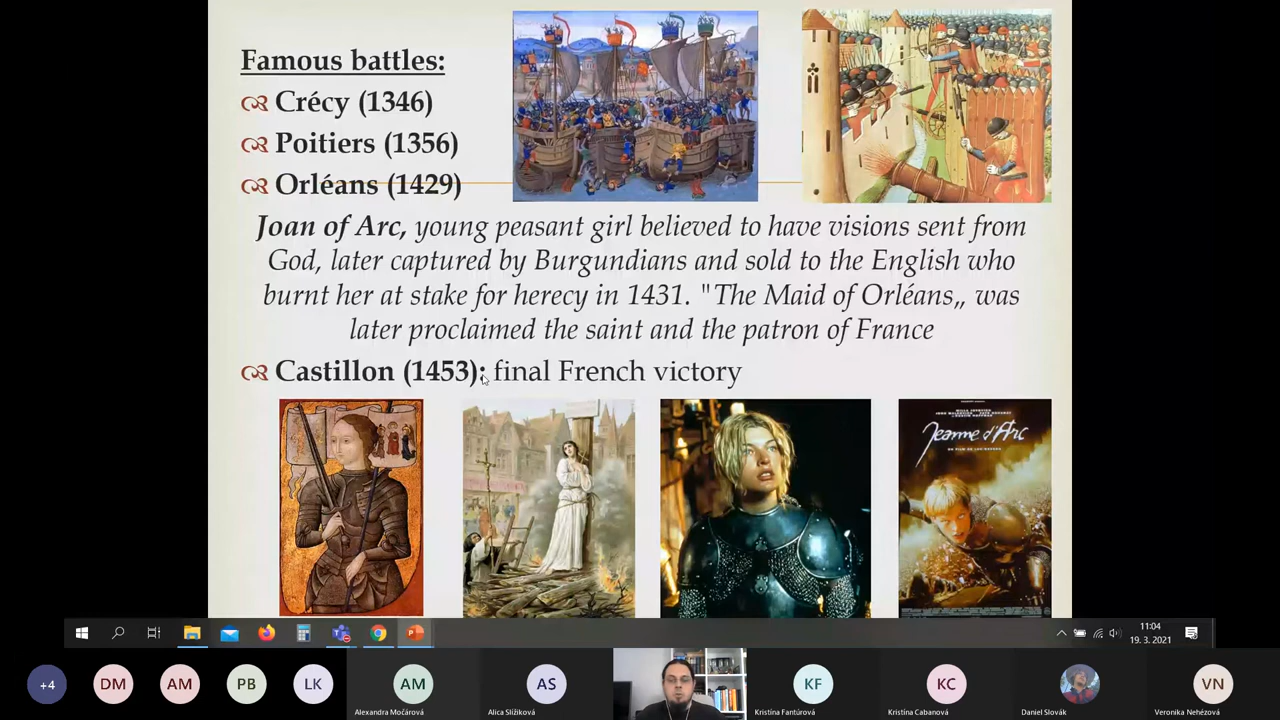 Famous battles:
Crécy (1346)
Poitiers (1356)
Orléans (1429)
Joan of Arc, young peasant girl believed to have visions sent from
God, later captured by Burgundians and sold to the English who
burnt her at stake for herecy in 1431. "The Maid of Orléans„ was
later proclaimed the saint and the patron of France
Castillon (1453): final French victory
Jeanne d'Arc
11:04
19. 3. 2021
+4
DM
AM
PB
LK
AM
Alexandra Močárová
AS
Alica Slížiková
KF
Kristína Fantúrová
KC
Kristína Cabanová
Daniel Slovák
VN
Veronika Nehézová